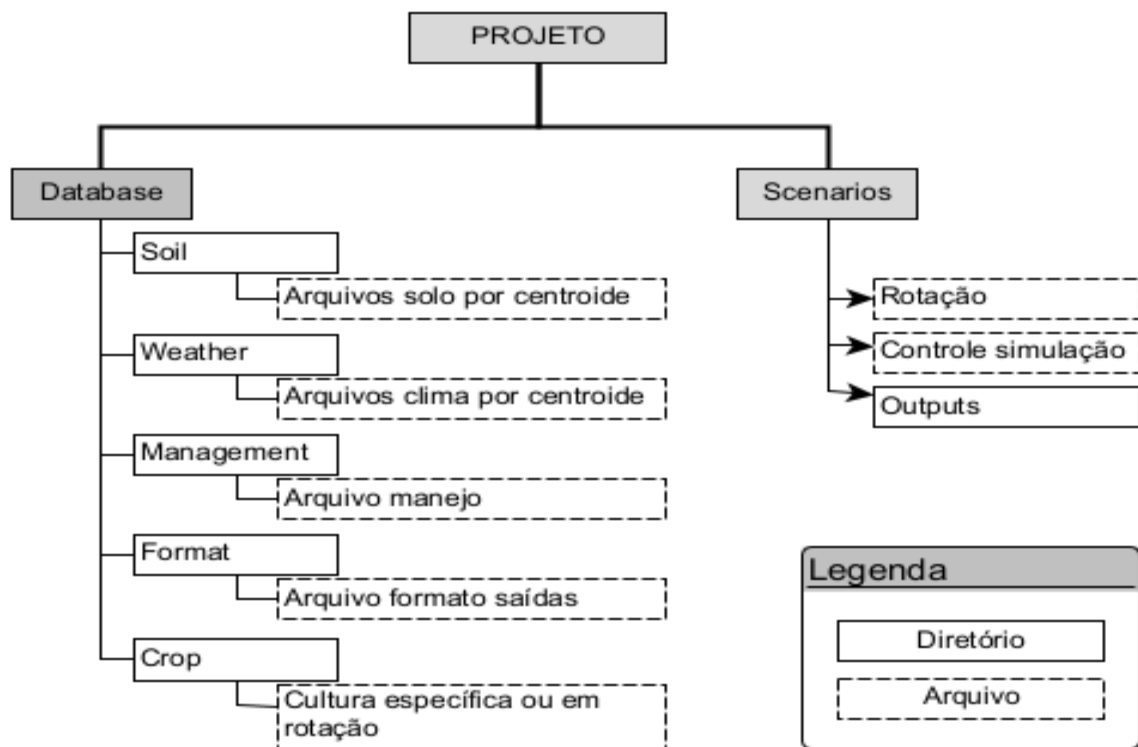 PROJETO
Database
Scenarios
Soil
Arquivos solo por centroide
Weather
Arquivos clima por centroide
Management
Arquivo manejo
Format
Arquivo formato saídas
Crop
Cultura específica ou em
rotação
Rotação
Controle simulação
Outputs
Legenda
Diretório
Arquivo